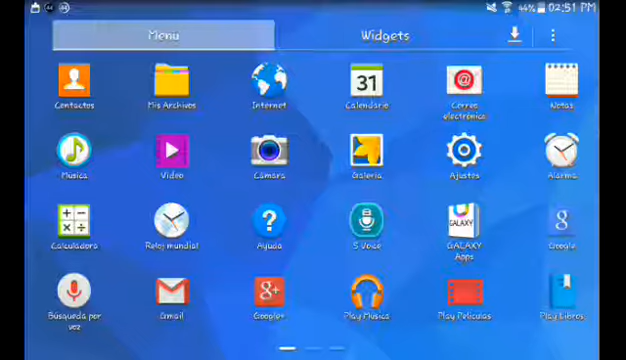 44% 02:51 PM
Menú Widgets
Contactos Mis Archivos Internet 31 Calendario @ Correo electrónico Notas
Música Video Cámara Galería Ajustes Alarma
Calculadora Reloj mundial ? Ayuda S Voice GALAXY GALAXY Apps g Google
Búsqueda por voz Gmail g+ Google+ Play Música Play Películas Play Libros